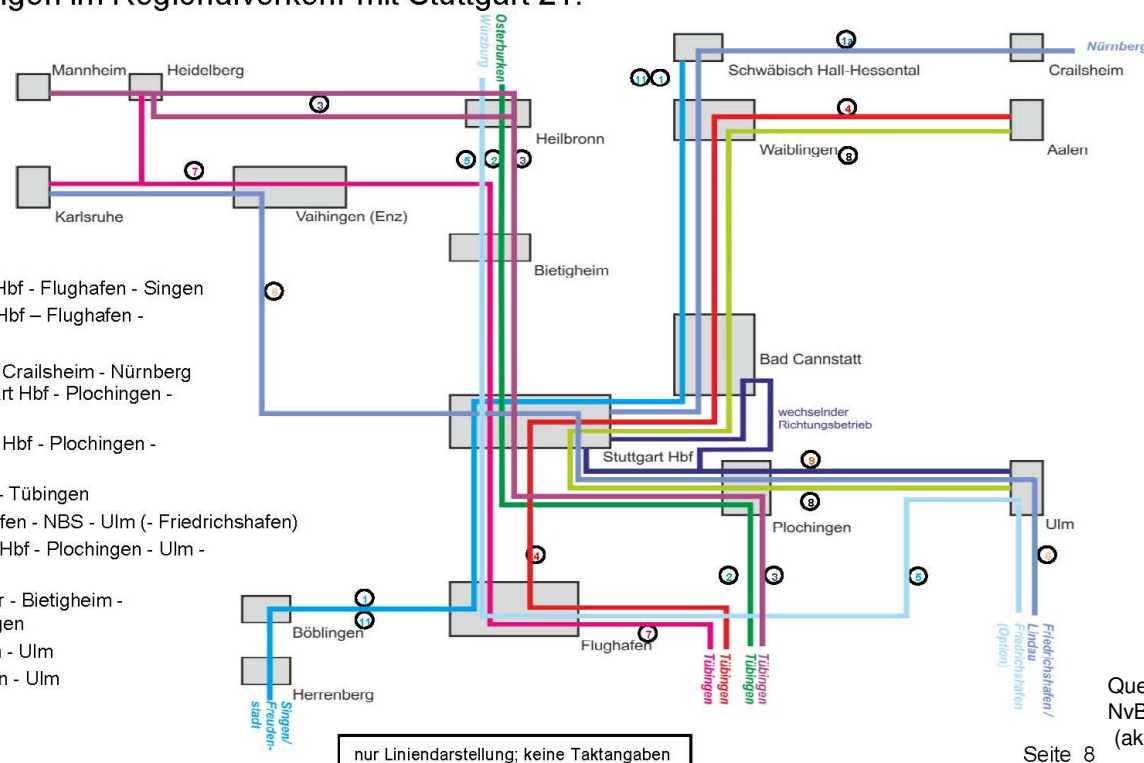 ngen im Regionalverkehr mit Stuttgart 21:
Würzburg
Osterburken
Mannheim
Heidelberg
3
Heilbronn
5 2 3
7
Karlsruhe
Vaihingen (Enz)
Bietigheim
11 1
1a
Nürnberg
Schwäbisch Hall-Hessental
Crailsheim
4
Waiblingen
8
Aalen
6
Hbf - Flughafen - Singen
Hbf – Flughafen -
Crailsheim - Nürnberg
rt Hbf - Plochingen -
Hbf - Plochingen -
- Tübingen
fen - NBS - Ulm (- Friedrichshafen)
Hbf - Plochingen - Ulm -
r - Bietigheim -
gen
n - Ulm
n - Ulm
Bad Cannstatt
wechselnder
Richtungsbetrieb
Stuttgart Hbf
9
8
Plochingen
Ulm
4
2 3
5
6
1
11
Böblingen
Flughafen
7
Herrenberg
Singen/
Freuden-
stadt
Tübingen
Tübingen
Tübingen
Tübingen
Friedrichshafen
(Option)
Friedrichshafen /
Lindau
nur Liniendarstellung; keine Taktangaben
Que
NvB
(ak
Seite 8